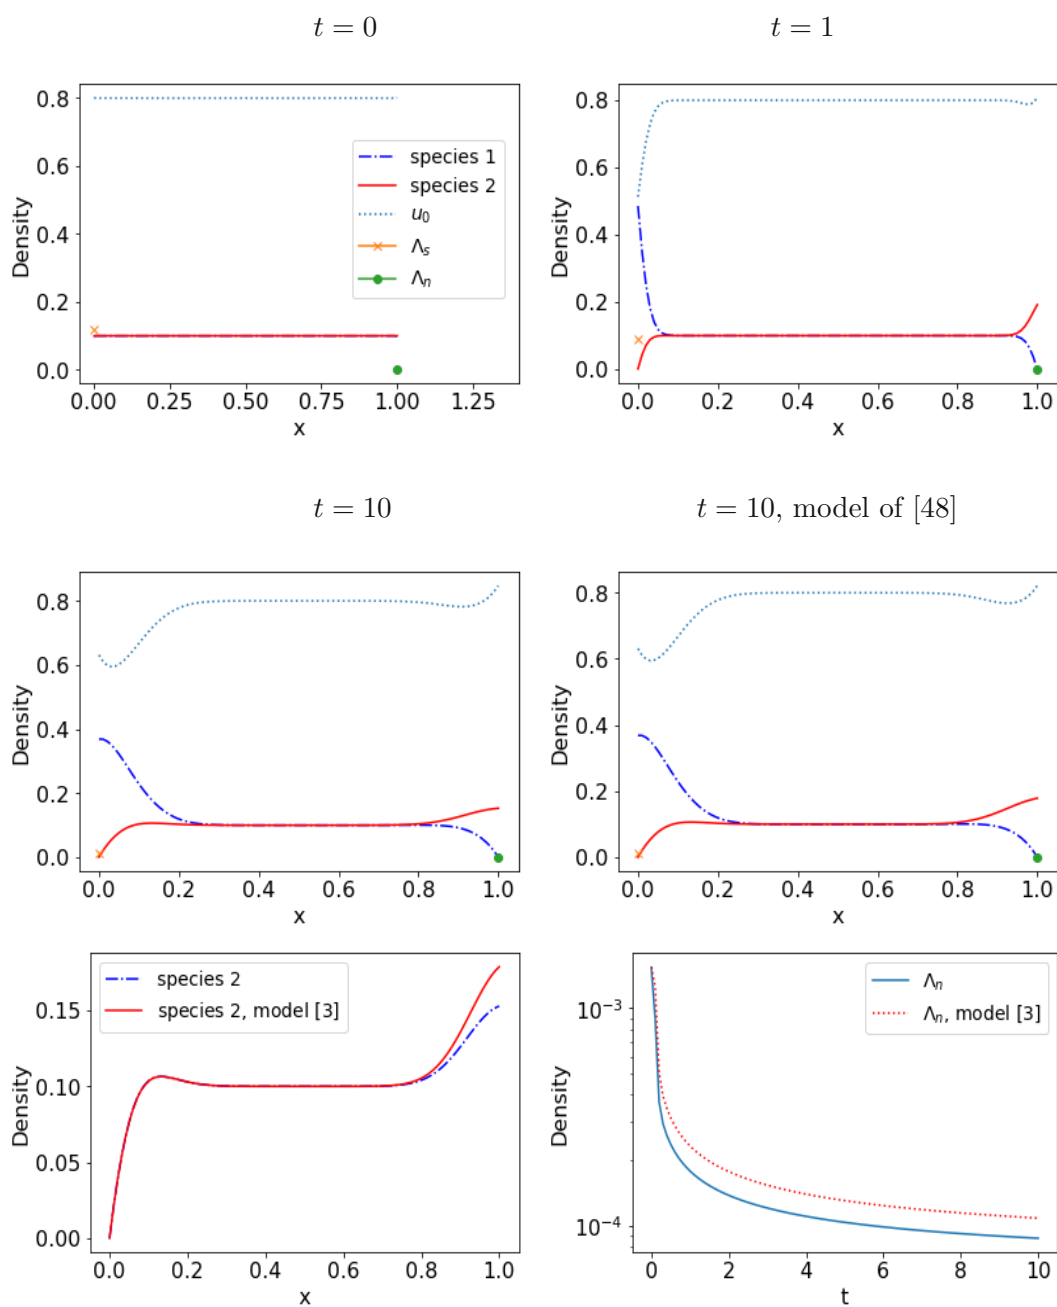 t = 0
t = 1
Density
0.8
0.6
0.4
0.2
0.0
species 1
species 2
u0
Λs
Λn
0.00 0.25 0.50 0.75 1.00 1.25
x
Density
0.8
0.6
0.4
0.2
0.0
0.0 0.2 0.4 0.6 0.8 1.0
x
t = 10
t = 10, model of [48]
Density
0.8
0.6
0.4
0.2
0.0
0.0 0.2 0.4 0.6 0.8 1.0
x
Density
0.8
0.6
0.4
0.2
0.0
0.0 0.2 0.4 0.6 0.8 1.0
x
Density
0.15
0.10
0.05
0.00
species 2
species 2, model [3]
0.0 0.2 0.4 0.6 0.8 1.0
x
Density
10⁻³
10⁻⁴
Λn
Λn, model [3]
0 2 4 6 8 10
t